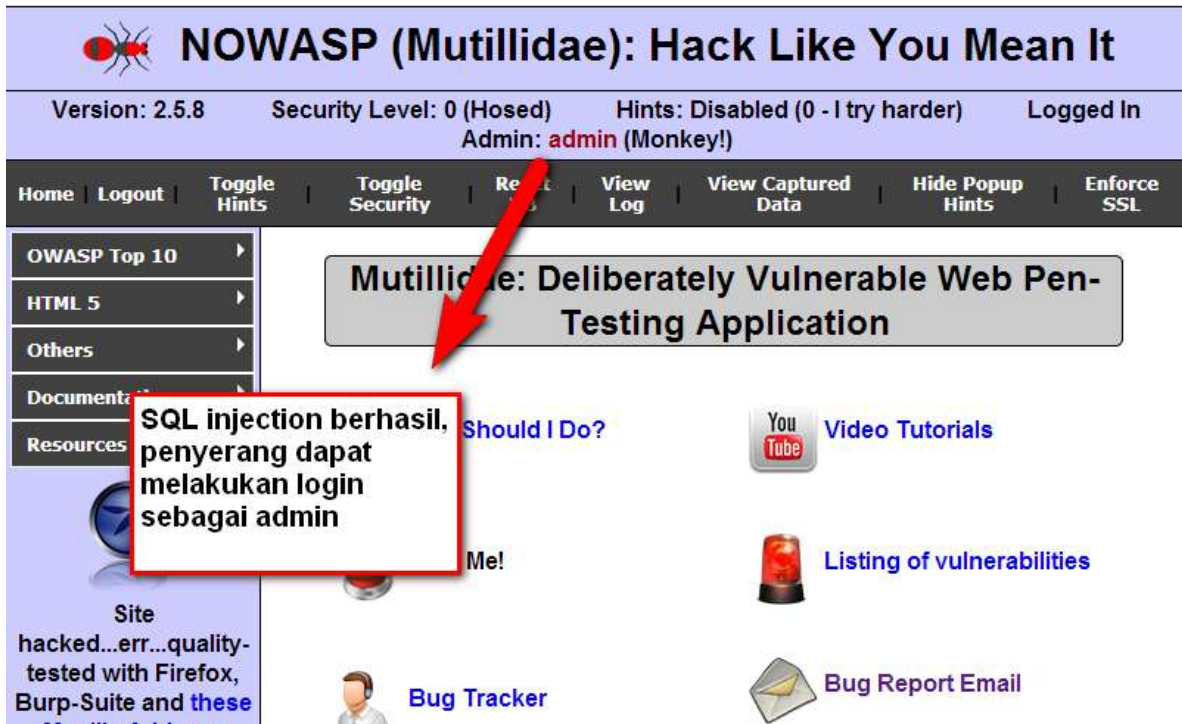 NOWASP (Mutillidae): Hack Like You Mean It
Version: 2.5.8 Security Level: 0 (Hosed) Hints: Disabled (0 - I try harder) Logged In
Admin: admin (Monkey!)
Home Logout Toggle Hints Toggle Security View Log View Captured Data Hide Popup Hints Enforce SSL
OWASP Top 10
HTML 5
Others
Resources
Mutillidae: Deliberately Vulnerable Web Pen-
Testing Application
SQL injection berhasil,
penyerang dapat
melakukan login
sebagai admin
Should I Do?
You Tube
Video Tutorials
Me!
Listing of vulnerabilities
Site
hacked...err...quality-
tested with Firefox,
Burp-Suite and these
Bug Tracker
Bug Report Email